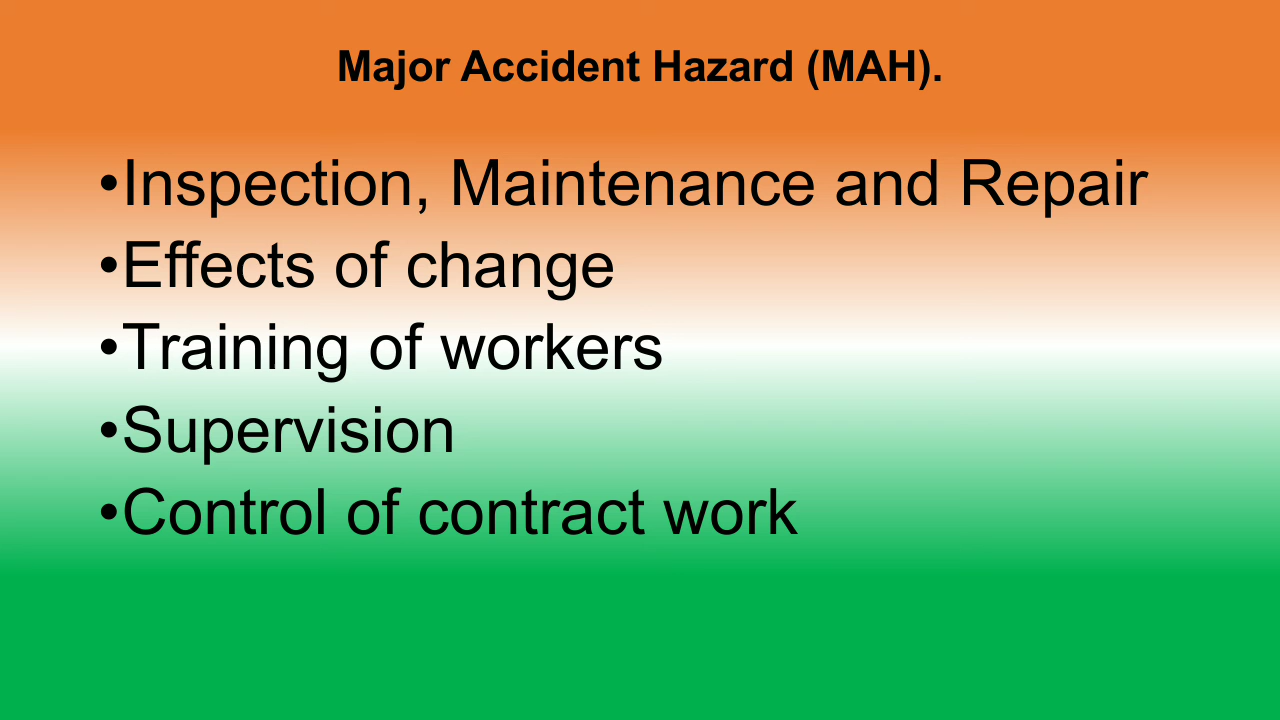 Major Accident Hazard (MAH).
•Inspection, Maintenance and Repair
•Effects of change
•Training of workers
•Supervision
•Control of contract work